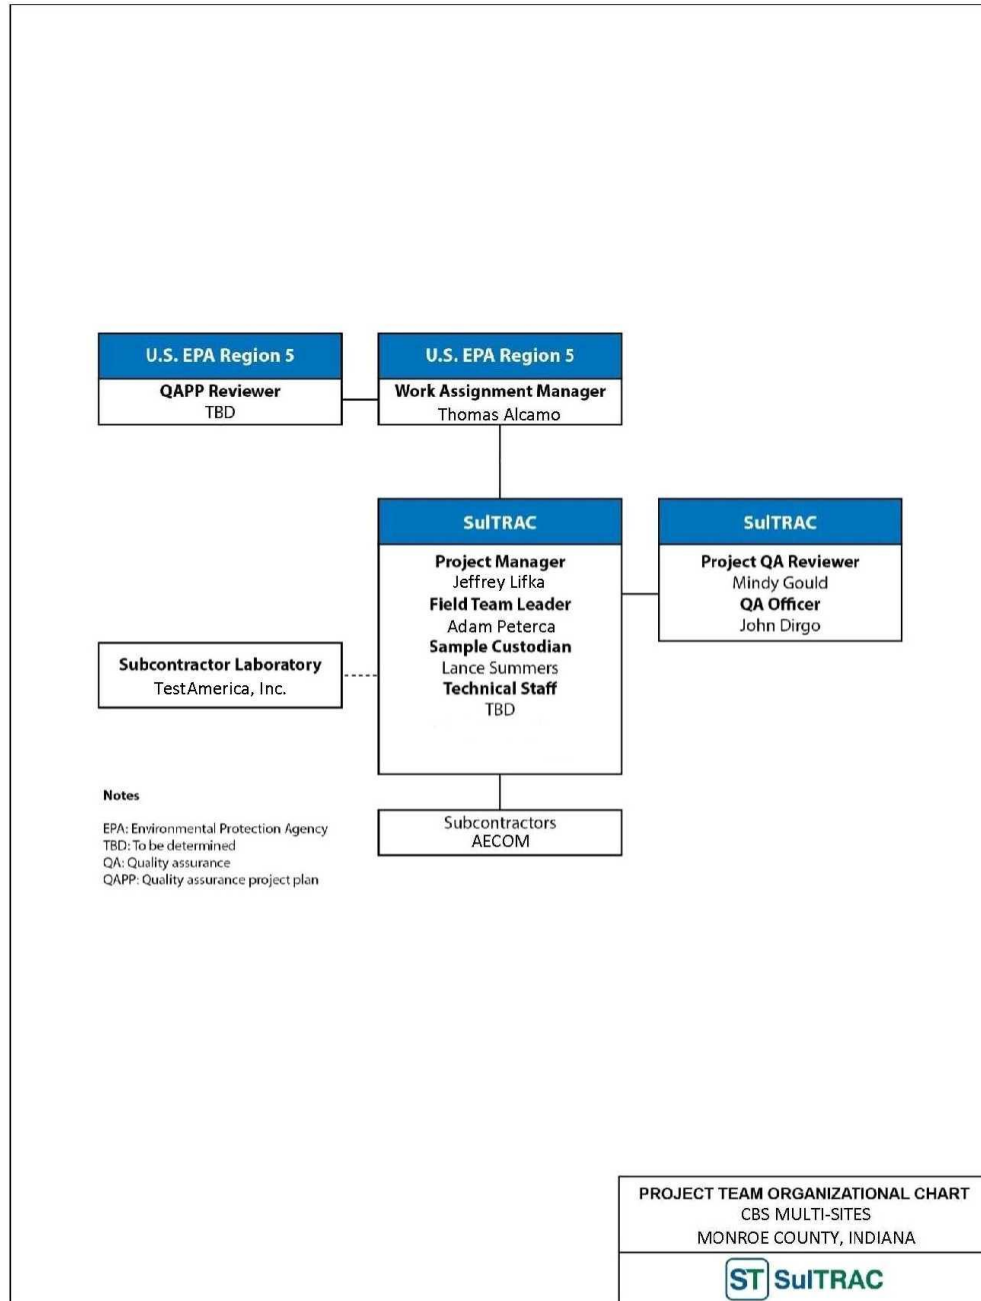 U.S. EPA Region 5
QAPP Reviewer
TBD
U.S. EPA Region 5
Work Assignment Manager
Thomas Alcamo
SulTRAC
Project Manager
Jeffrey Lifka
Field Team Leader
Adam Peterca
Sample Custodian
Lance Summers
Technical Staff
TBD
SulTRAC
Project QA Reviewer
Mindy Gould
QA Officer
John Dirgo
Subcontractor Laboratory
TestAmerica, Inc.
Subcontractors
AECOM
Notes
EPA: Environmental Protection Agency
TBD: To be determined
QA: Quality assurance
QAPP: Quality assurance project plan
PROJECT TEAM ORGANIZATIONAL CHART
CBS MULTI-SITES
MONROE COUNTY, INDIANA
ST SulTRAC